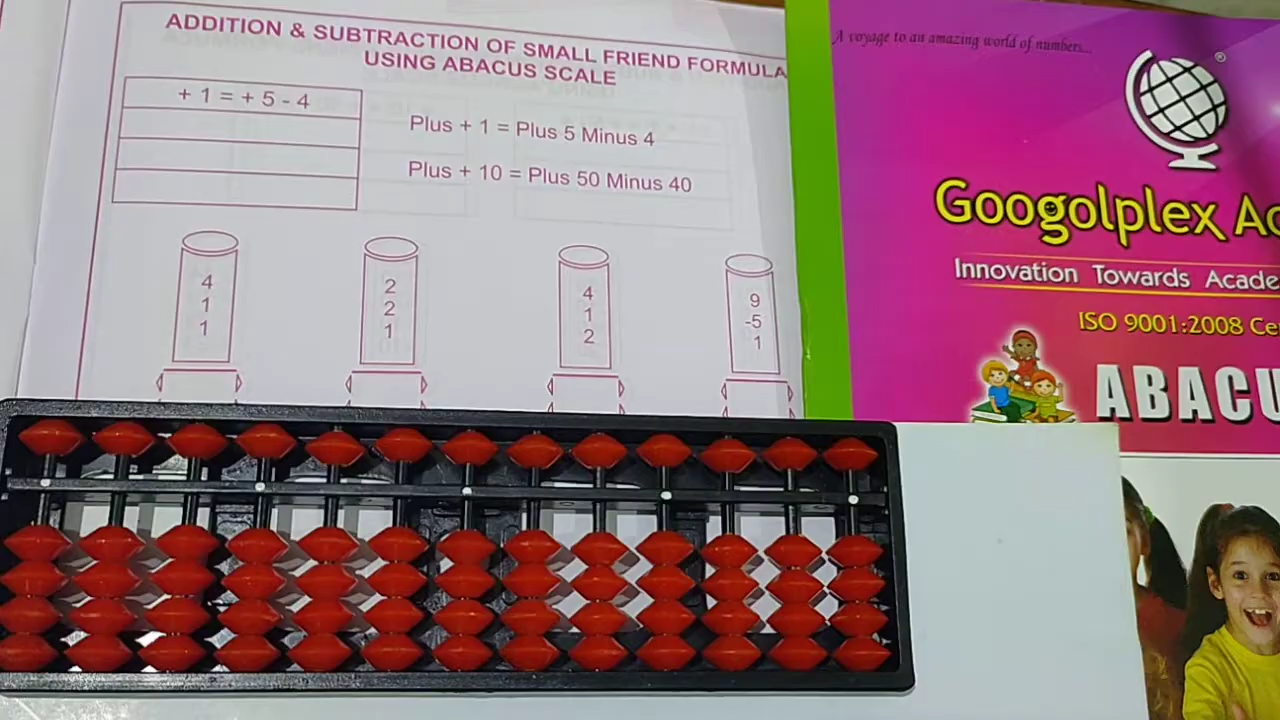 ADDITION & SUBTRACTION OF SMALL FRIEND FORMULA
USING ABACUS SCALE
+ 1 = + 5 - 4
Plus + 1 = Plus 5 Minus 4
Plus + 10 = Plus 50 Minus 40
4
1
1
2
2
1
4
1
2
9
-5
1
A voyage to an amazing world of numbers...
®
Googolplex Ac
Innovation Towards Acade
ISO 9001:2008 Ce
ABACU